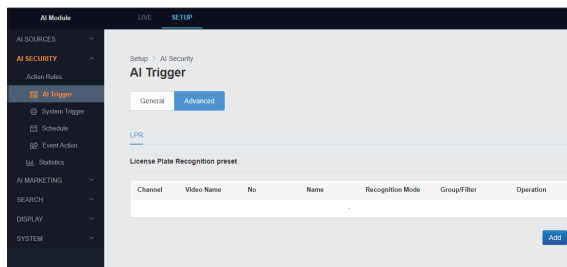 AI Module LIVE SETUP
AI SOURCES
AI SECURITY
Action Rules
AI Trigger
System Trigger
Schedule
Event Action
Statistics
AI MARKETING
SEARCH
DISPLAY
SYSTEM
Setup > AI Security
AI Trigger
General Advanced
LPR
License Plate Recognition preset
Channel Video Name No Name Recognition Mode Group/Filter Operation
-
Add